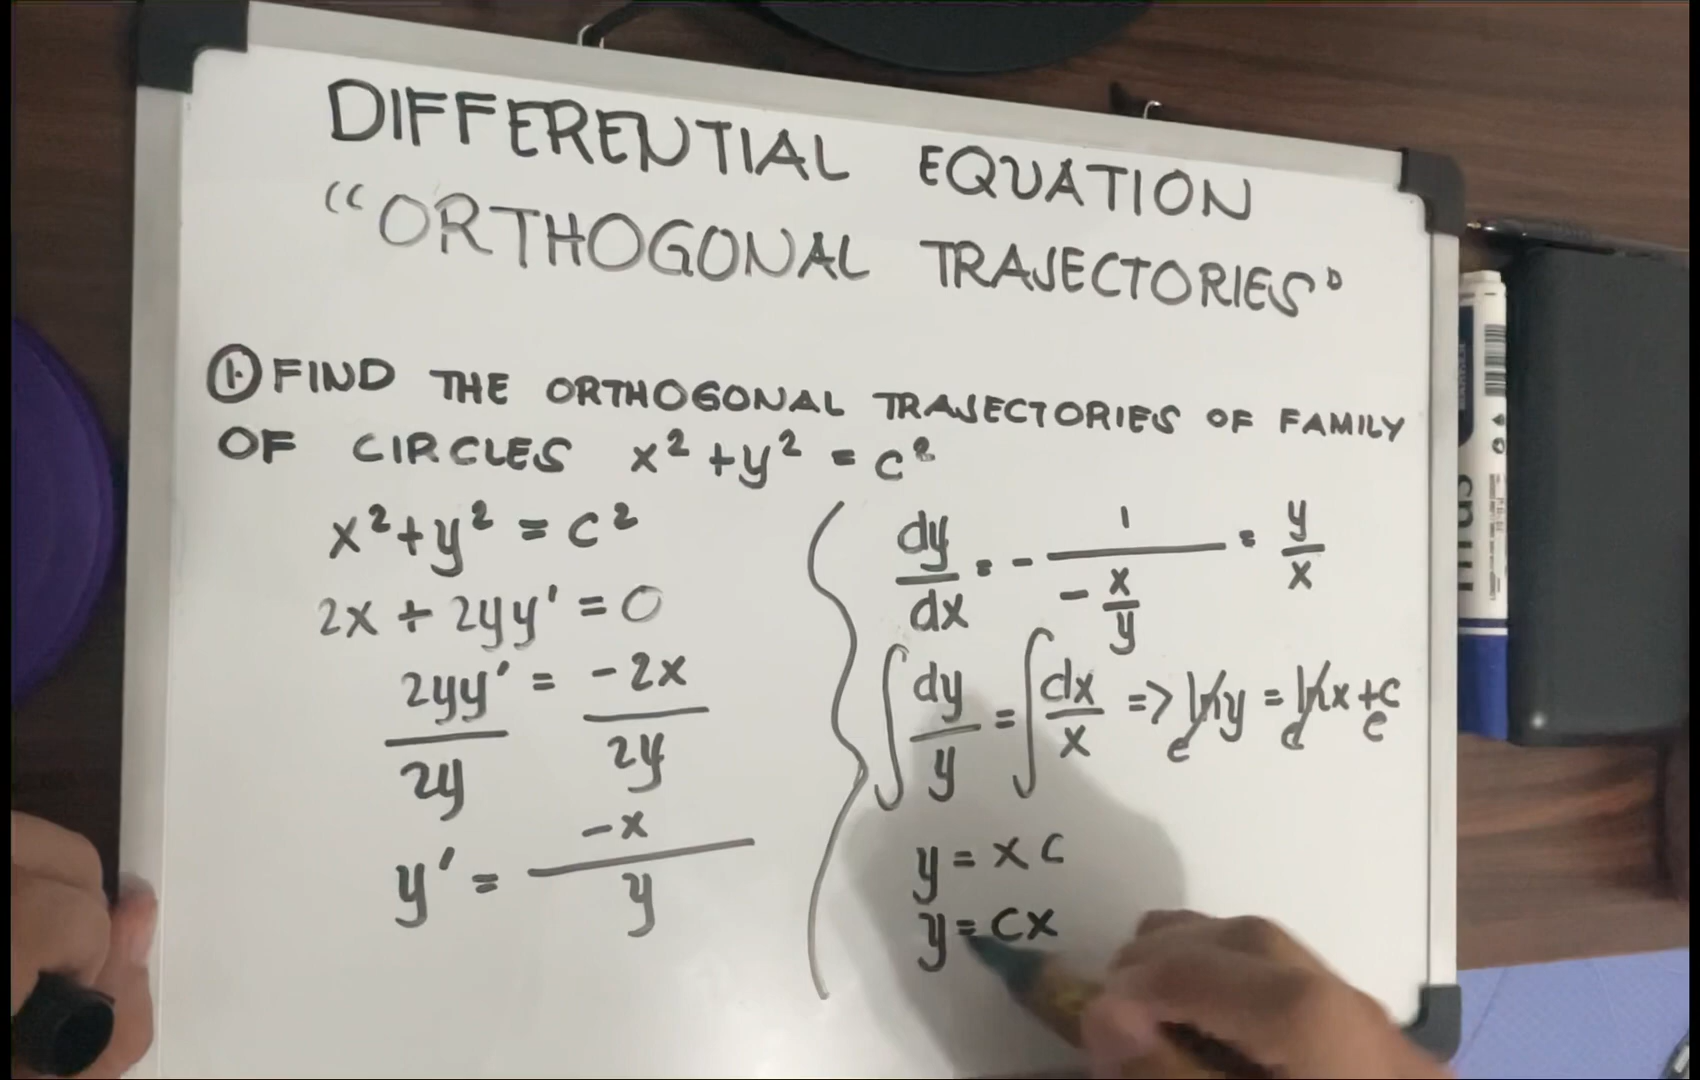 DIFFERENTIAL EQUATION
“ORTHOGONAL TRAJECTORIES”
① FIND THE ORTHOGONAL TRAJECTORIES OF FAMILY
OF CIRCLES x² + y² = c²
x² + y² = c²
2x + 2yy' = 0
2yy'/2y = -2x/2y
y' = -x/y
dy/dx = - 1/(-x/y) = y/x
∫ dy/y = ∫ dx/x => ln y = ln x + c
e e e
y = x c
y = cx